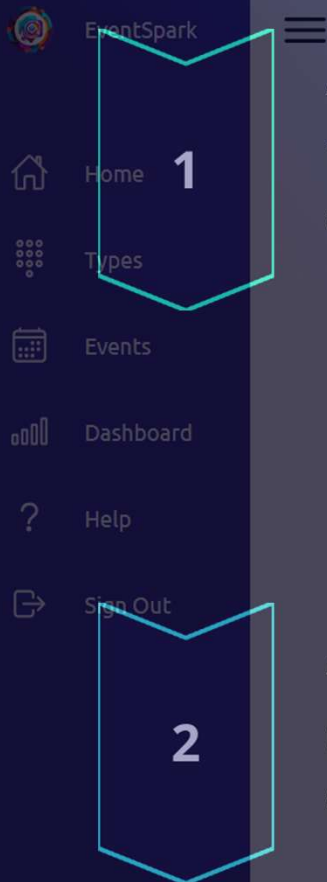 EventSpark
Home
1
Types
Events
Dashboard
?
Help
Sign Out
2